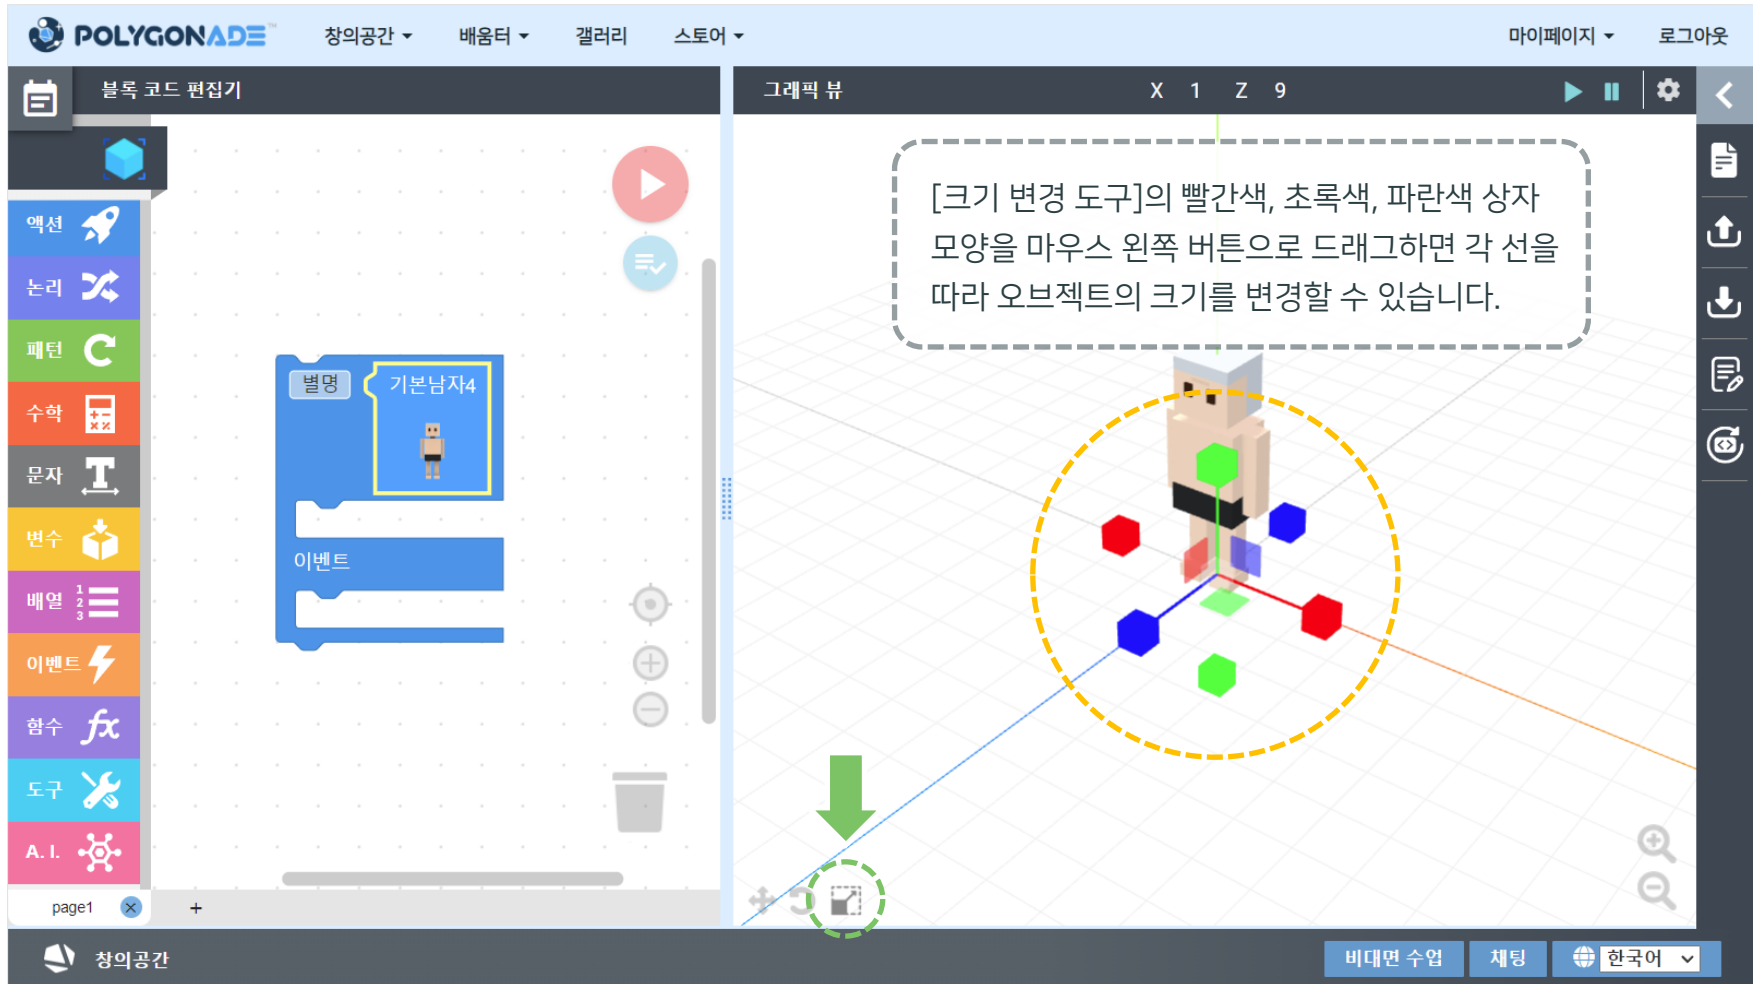 POLYGONADE™ 창의공간 배움터 갤러리 스토어 마이페이지 로그아웃
블록 코드 편집기
그래픽 뷰 X 1 Z 9
[크기 변경 도구]의 빨간색, 초록색, 파란색 상자
모양을 마우스 왼쪽 버튼으로 드래그하면 각 선을
따라 오브젝트의 크기를 변경할 수 있습니다.
액션
논리
패턴
수학
문자
변수
배열
이벤트
함수
도구
A. I.
별명 기본남자4
이벤트
page1 +
창의공간 비대면 수업 채팅 한국어